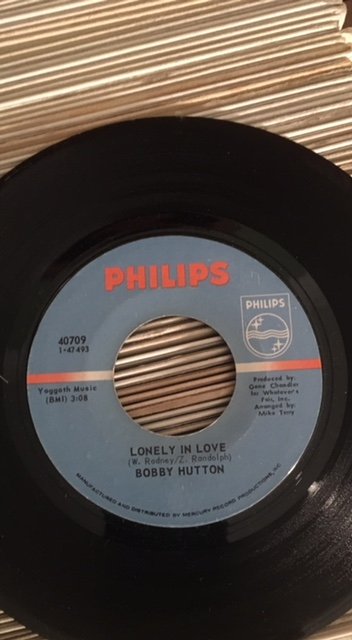 PHILIPS
PHILIPS
40709
1-47493
Yoggoth Music
(BMI) 3:08
Produced by:
Gene Chandler
for Whatever's
Fair, Inc.
Arranged by:
Mike Terry
LONELY IN LOVE
(W. Rodney/Z. Randolph)
BOBBY HUTTON
MANUFACTURED AND DISTRIBUTED BY MERCURY RECORD PRODUCTIONS, INC.